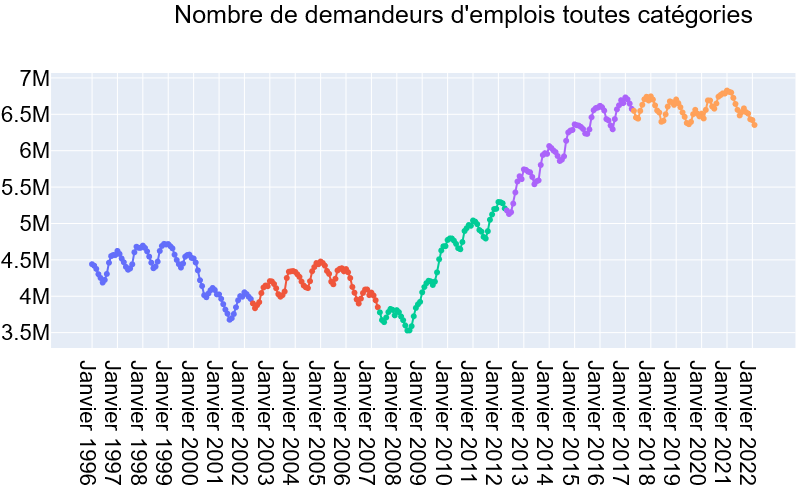 Nombre de demandeurs d'emplois toutes catégories
7M
6.5M
6M
5.5M
5M
4.5M
4M
3.5M
Janvier 1996
Janvier 1997
Janvier 1998
Janvier 1999
Janvier 2000
Janvier 2001
Janvier 2002
Janvier 2003
Janvier 2004
Janvier 2005
Janvier 2006
Janvier 2007
Janvier 2008
Janvier 2009
Janvier 2010
Janvier 2011
Janvier 2012
Janvier 2013
Janvier 2014
Janvier 2015
Janvier 2016
Janvier 2017
Janvier 2018
Janvier 2019
Janvier 2020
Janvier 2021
Janvier 2022